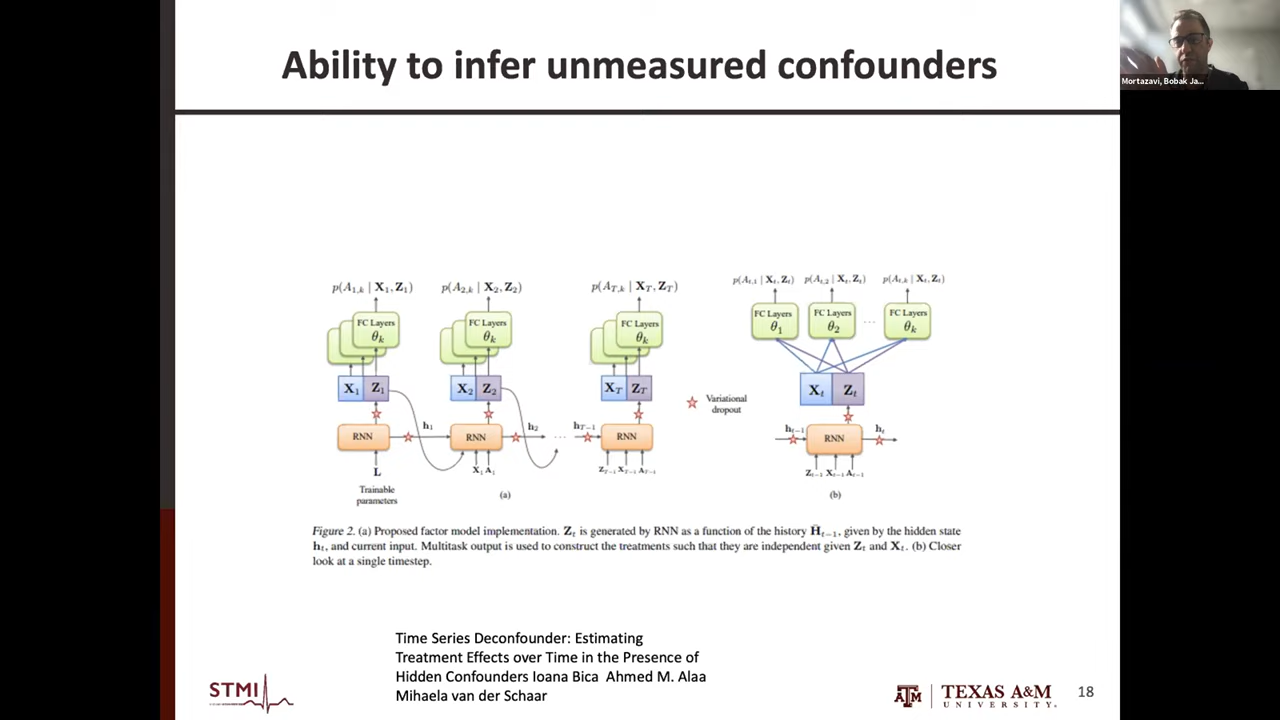 Ability to infer unmeasured confounders
Mortazavi, Bobak Ja...
p(A1,k | X1, Z1)
p(A2,k | X2, Z2)
p(AT,k | XT, ZT)
FC Layers
θk
FC Layers
θk
FC Layers
θk
X1 Z1
X2 Z2
XT ZT
RNN
h1
RNN
h2
...
hT−1
RNN
L
X1 A1
ZT−1 XT−1 AT−1
Trainable
parameters
(a)
Variational
dropout
p(At,1 | Xt, Zt) p(At,2 | Xt, Zt) p(At,k | Xt, Zt)
FC Layers
θ1
FC Layers
θ2
...
FC Layers
θk
Xt Zt
ht−1
RNN
ht
Zt−1 Xt−1 At−1
(b)
Figure 2. (a) Proposed factor model implementation. Zt is generated by RNN as a function of the history H̄t−1, given by the hidden state
ht, and current input. Multitask output is used to construct the treatments such that they are independent given Zt and Xt. (b) Closer
look at a single timestep.
Time Series Deconfounder: Estimating
Treatment Effects over Time in the Presence of
Hidden Confounders Ioana Bica Ahmed M. Alaa
Mihaela van der Schaar
STMI
ATM
TEXAS A&M
UNIVERSITY.
18